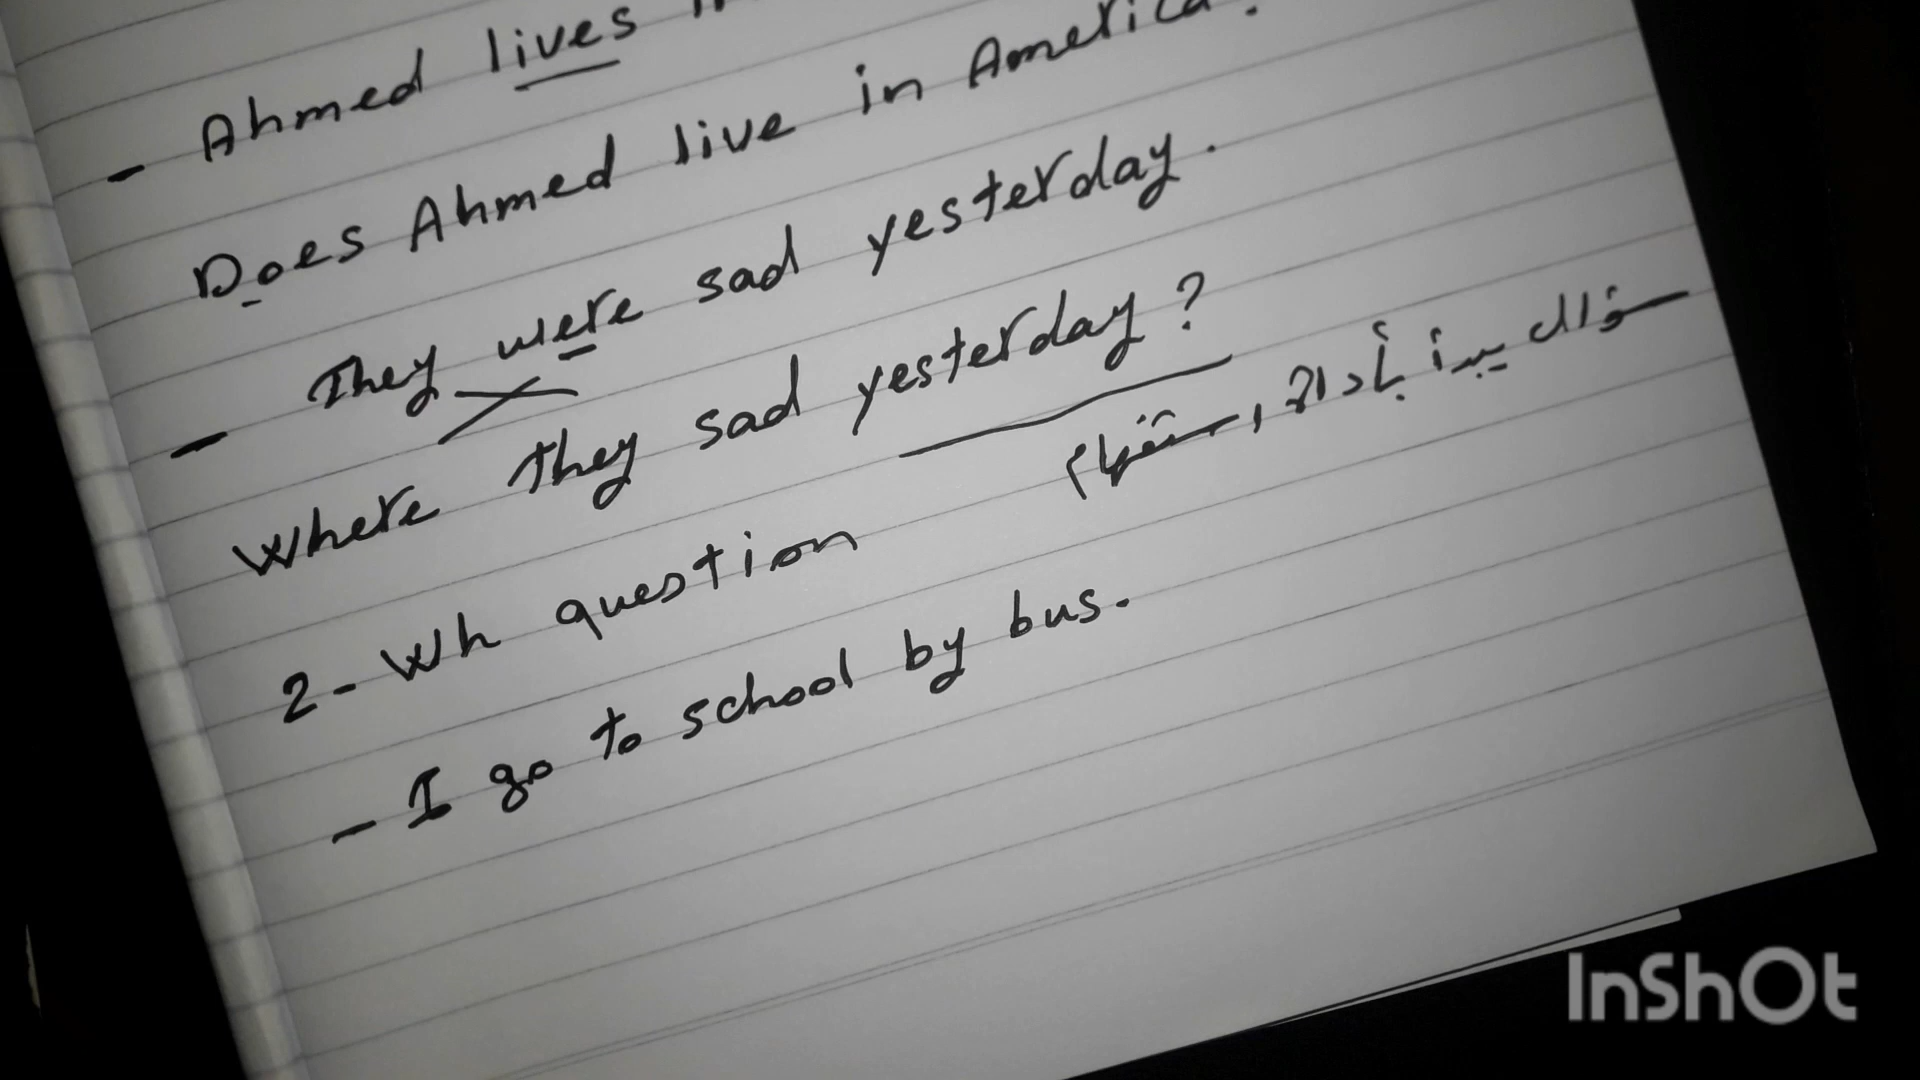 - Ahmed lives
Does Ahmed live in America.
- They were sad yesterday.
Where they sad yesterday?
سؤال يبدأ بأداة استفهام
2- Wh question
- I go to school by bus.
InShOt